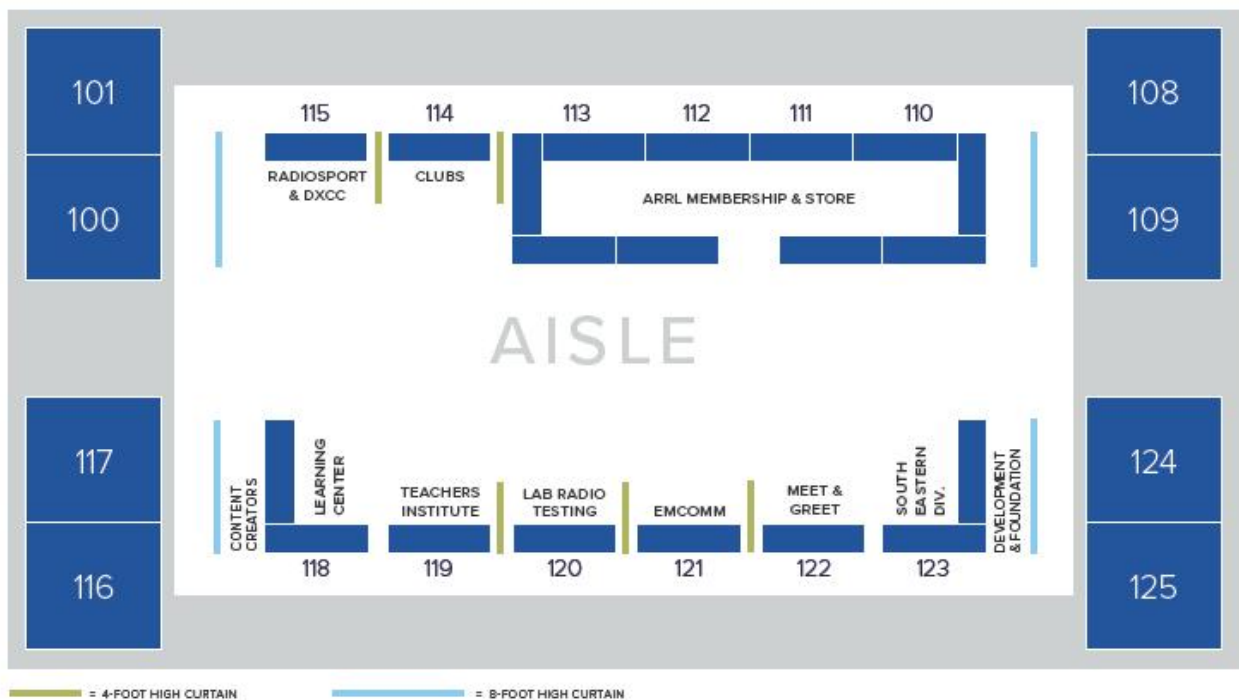 101
108
115
114
113
112
111
110
RADIOSPORT
& DXCC
CLUBS
ARRL MEMBERSHIP & STORE
100
109
AISLE
117
124
CONTENT
CREATORS
LEARNING
CENTER
TEACHERS
INSTITUTE
LAB RADIO
TESTING
EMCOMM
MEET &
GREET
SOUTH
EASTERN
DIV.
DEVELOPMENT
& FOUNDATION
118
119
120
121
122
123
116
125
= 4-FOOT HIGH CURTAIN
= 8-FOOT HIGH CURTAIN